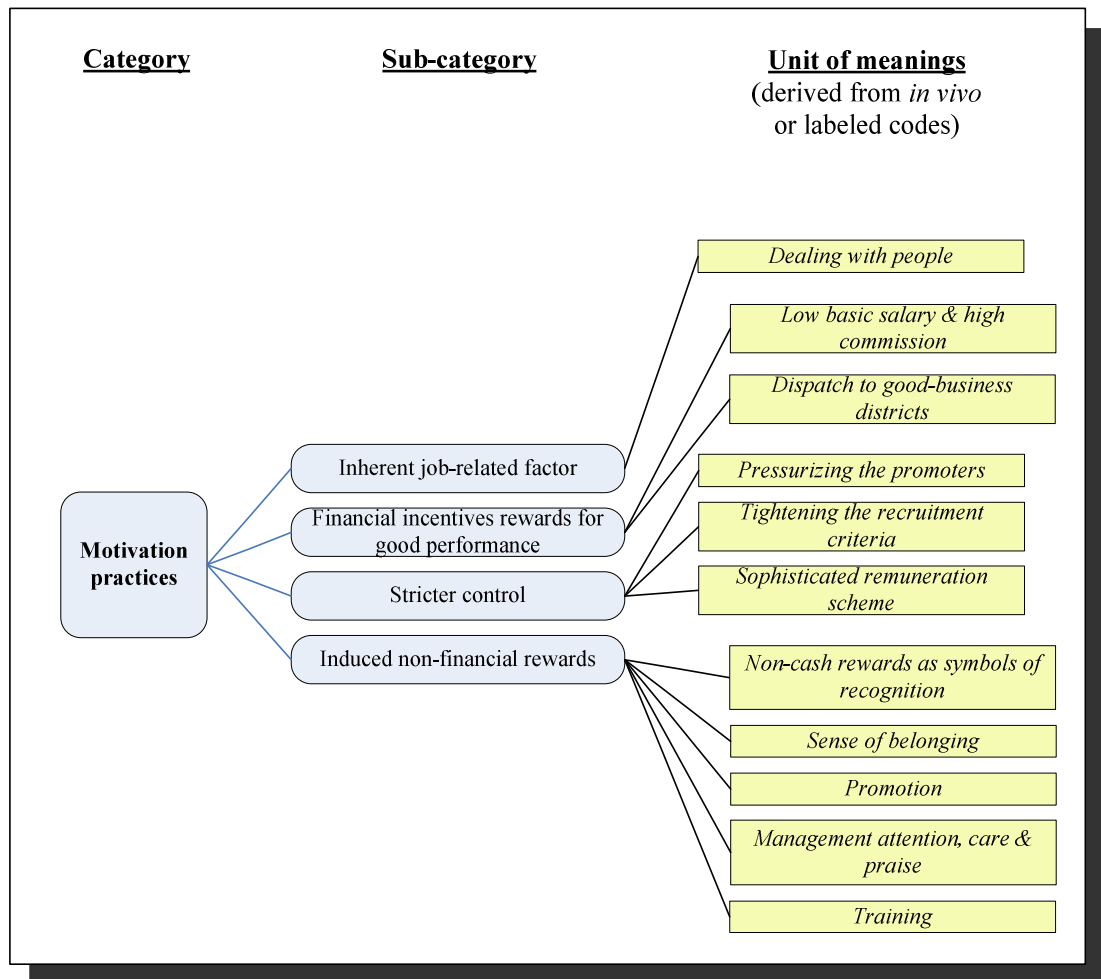 Category
Sub-category
Unit of meanings
(derived from in vivo
or labeled codes)
Motivation
practices
Inherent job-related factor
Financial incentives rewards for
good performance
Stricter control
Induced non-financial rewards
Dealing with people
Low basic salary & high
commission
Dispatch to good-business
districts
Pressurizing the promoters
Tightening the recruitment
criteria
Sophisticated remuneration
scheme
Non-cash rewards as symbols of
recognition
Sense of belonging
Promotion
Management attention, care &
praise
Training